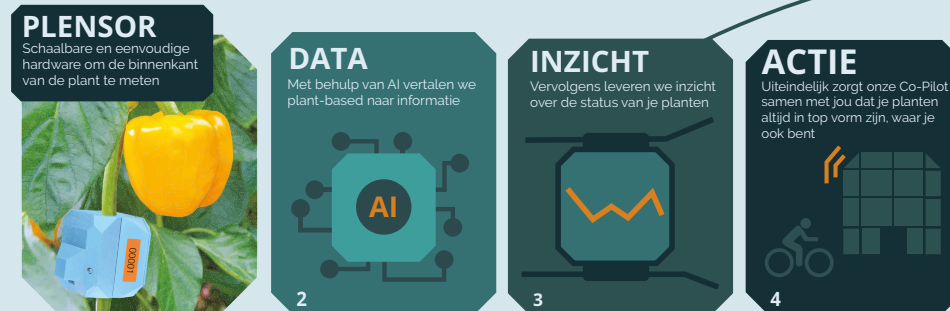 PLENSOR
Schaalbare en eenvoudige
hardware om de binnenkant
van de plant te meten
00001
DATA
Met behulp van AI vertalen we
plant-based naar informatie
AI
2
INZICHT
Vervolgens leveren we inzicht
over de status van je planten
3
ACTIE
Uiteindelijk zorgt onze Co-Pilot
samen met jou dat je planten
altijd in top vorm zijn, waar je
ook bent
4